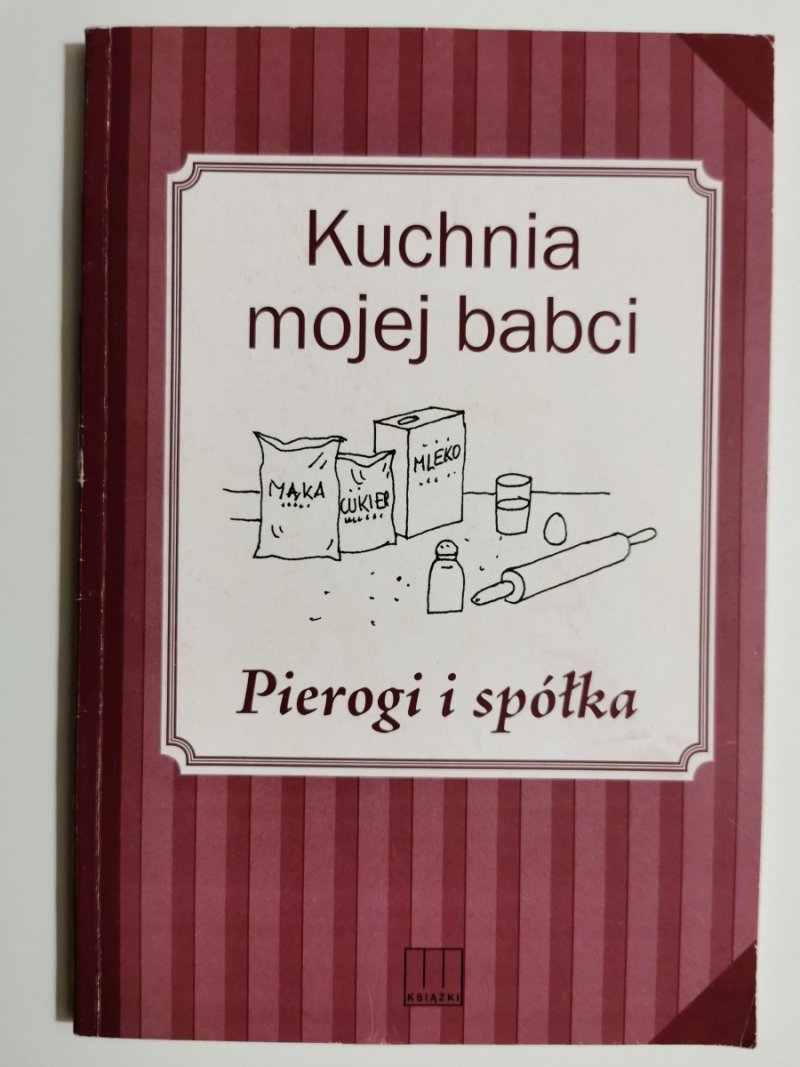 Kuchnia
mojej babci
MĄKA
CUKIER
MLEKO
Pierogi i spółka
KSIĄŻKI